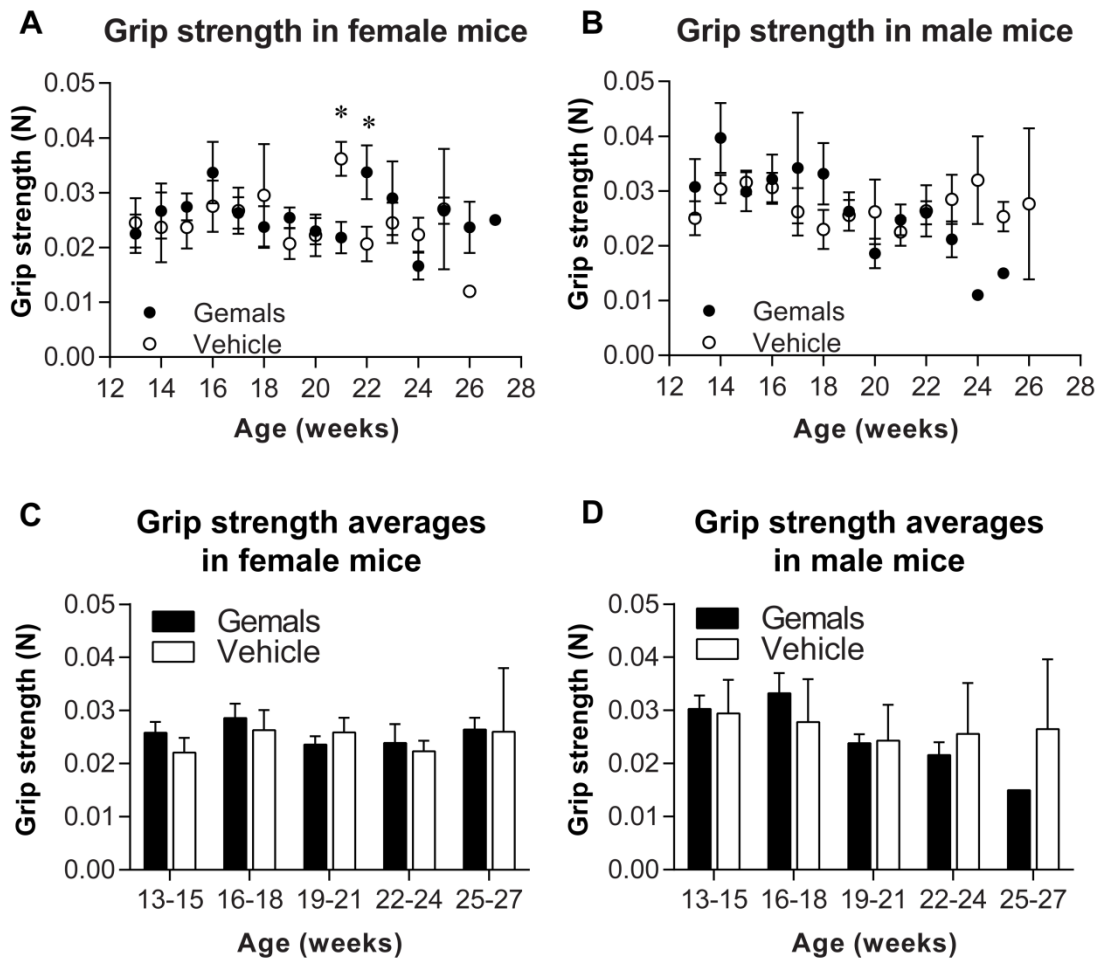 A
Grip strength in female mice
Grip strength (N)
0.05
0.04
0.03
0.02
0.01
0.00
* *
Gemals
Vehicle
12 14 16 18 20 22 24 26 28
Age (weeks)
B
Grip strength in male mice
Grip strength (N)
0.05
0.04
0.03
0.02
0.01
0.00
Gemals
Vehicle
12 14 16 18 20 22 24 26 28
Age (weeks)
C
Grip strength averages
in female mice
Grip strength (N)
0.05
0.04
0.03
0.02
0.01
0.00
Gemals
Vehicle
13-15 16-18 19-21 22-24 25-27
Age (weeks)
D
Grip strength averages
in male mice
Grip strength (N)
0.05
0.04
0.03
0.02
0.01
0.00
Gemals
Vehicle
13-15 16-18 19-21 22-24 25-27
Age (weeks)